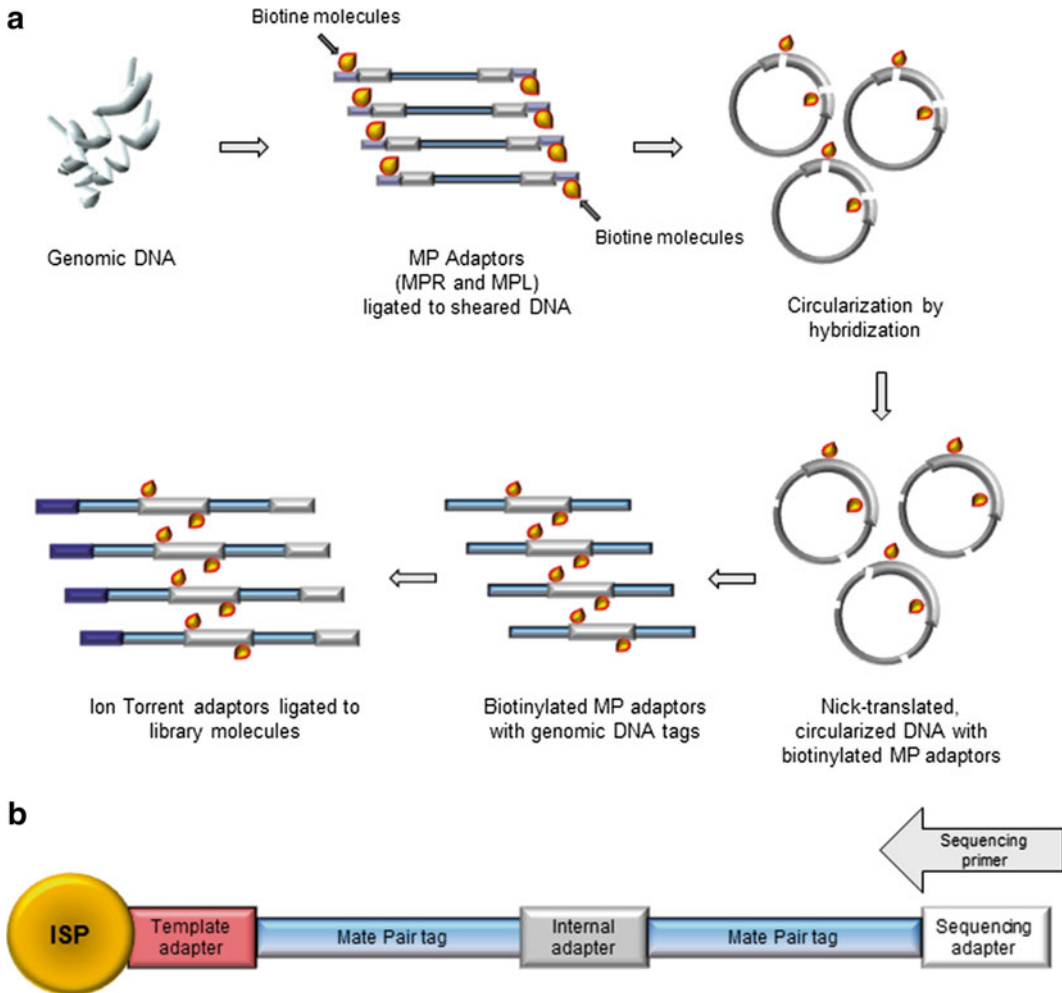 a
Biotine molecules
Biotine molecules
Genomic DNA
MP Adaptors
(MPR and MPL)
ligated to sheared DNA
Circularization by
hybridization
Ion Torrent adaptors ligated to
library molecules
Biotinylated MP adaptors
with genomic DNA tags
Nick-translated,
circularized DNA with
biotinylated MP adaptors
b
Sequencing
primer
ISP
Template
adapter
Mate Pair tag
Internal
adapter
Mate Pair tag
Sequencing
adapter